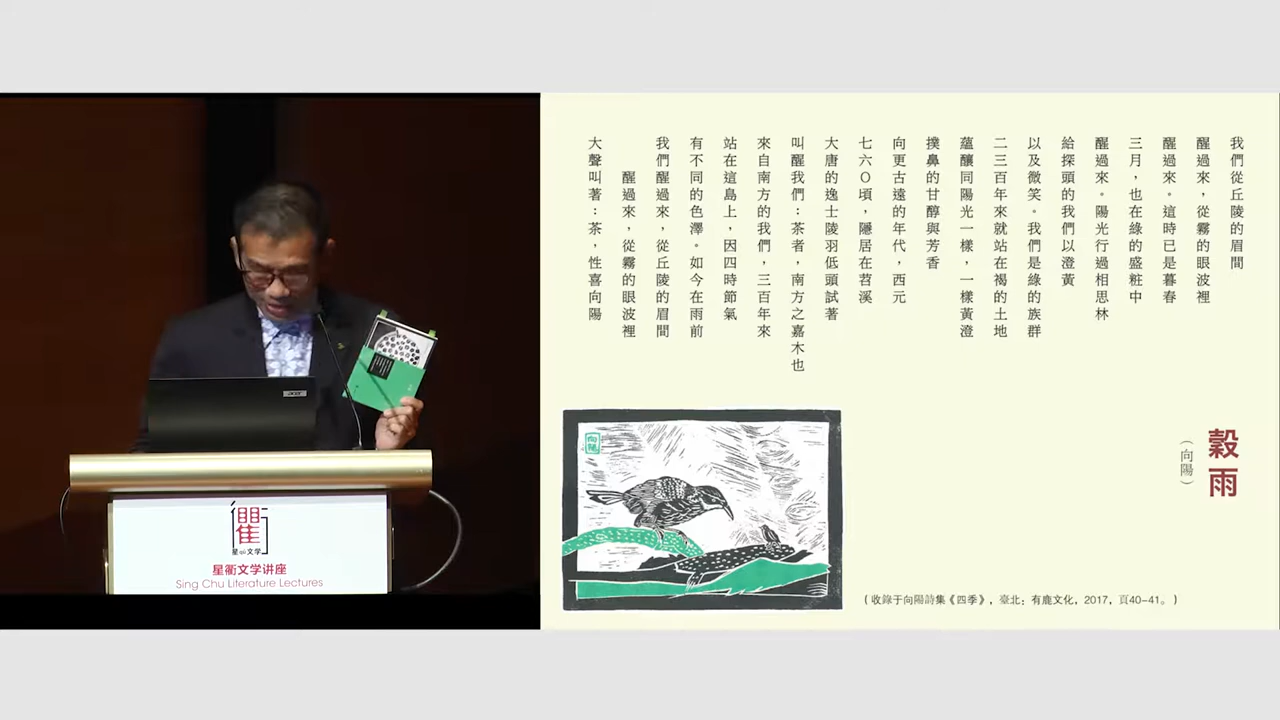 穀雨
(向陽)
我們從丘陵的眉間
醒過來，從霧的眼波裡
醒過來。這時已是暮春
三月，也在綠的盛粧中
醒過來。陽光行過相思林
給探頭的我們以澄黃
以及微笑。我們是綠的族群
二三百年來就站在褐的土地
蘊釀同陽光一樣，一樣黃澄
撲鼻的甘醇與芳香
向更古遠的年代，西元
七六〇頃，隱居在苕溪
大唐的逸士陵羽低頭試著
叫醒我們：茶者，南方之嘉木也
來自南方的我們，三百年來
站在這島上，因四時節氣
有不同的色澤。如今在雨前
我們醒過來，從丘陵的眉間
醒過來，從霧的眼波裡
大聲叫著：茶，性喜向陽
向陽
(收錄于向陽詩集《四季》，臺北：有鹿文化，2017，頁40-41。)
acer
星衢文学
星衢文学讲座
Sing Chu Literature Lectures